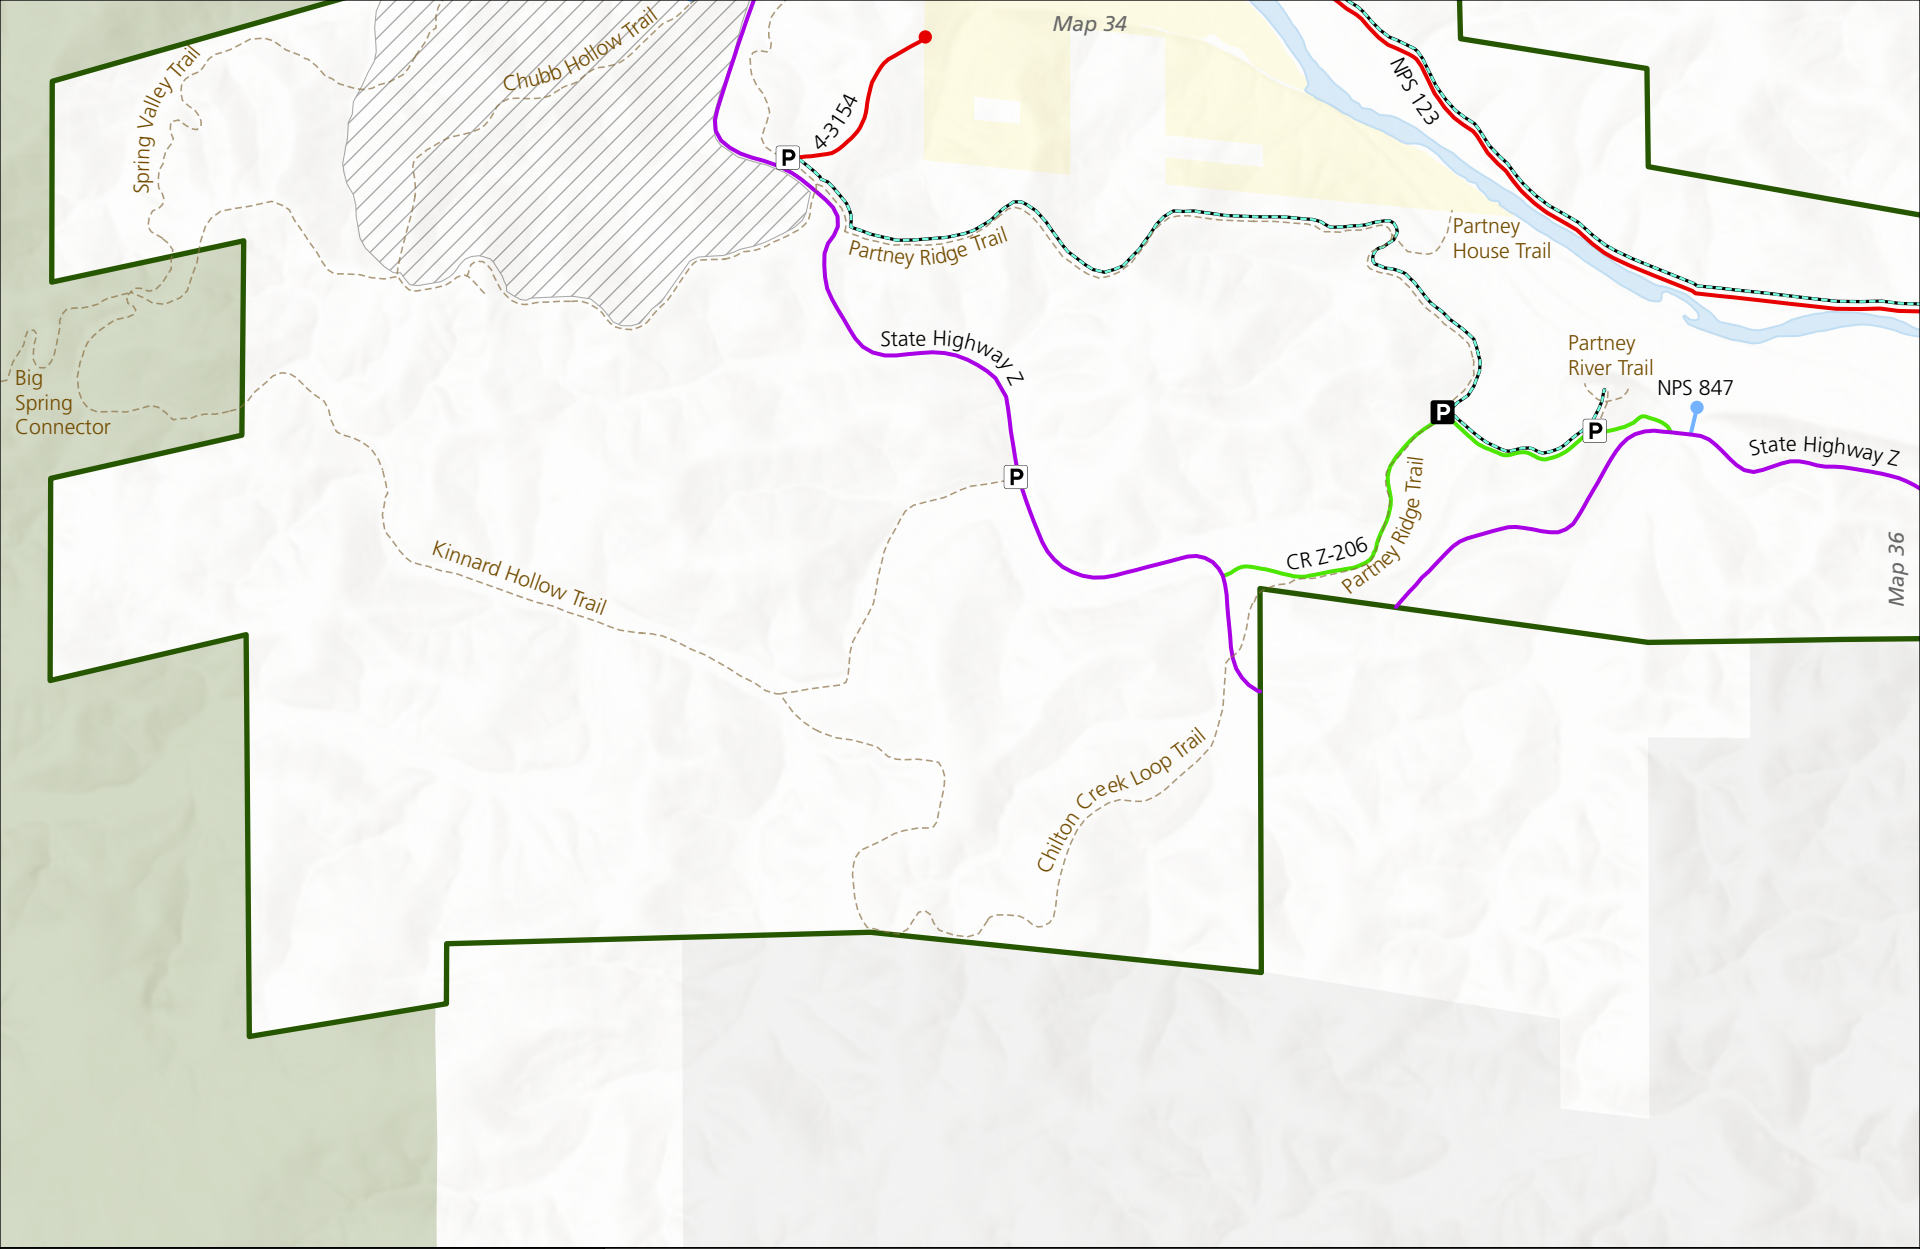 Map 34
Chubb Hollow Trail
Spring Valley Trail
NPS 123
4-3154
P
Partney Ridge Trail
Partney
House Trail
State Highway Z
Partney
River Trail
NPS 847
Big
Spring
Connector
P
P
State Highway Z
P
Partney Ridge Trail
CR Z-206
Map 36
Kinnard Hollow Trail
Chilton Creek Loop Trail